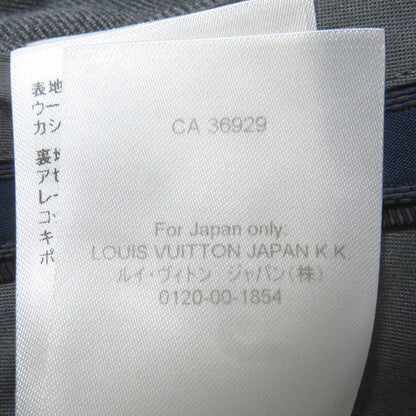 表地
ウー
カシ
裏地
アセ
レー
コッ
キ
ポ
CA 36929
For Japan only:
LOUIS VUITTON JAPAN K K
ルイ・ヴィトン ジャパン(株)
0120-00-1854